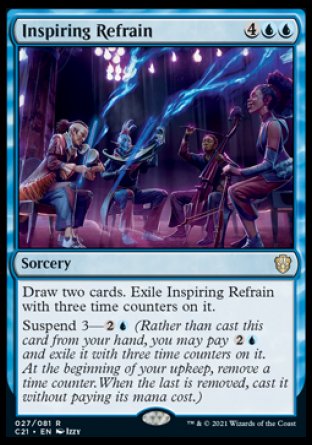 Inspiring Refrain 4
Sorcery
Draw two cards. Exile Inspiring Refrain
with three time counters on it.
Suspend 3—2 (Rather than cast this
card from your hand, you may pay 2
and exile it with three time counters on it.
At the beginning of your upkeep, remove a
time counter.When the last is removed, cast it
without paying its mana cost.)
027/081 R
C21 • EN Izzy
™ & © 2021 Wizards of the Coast